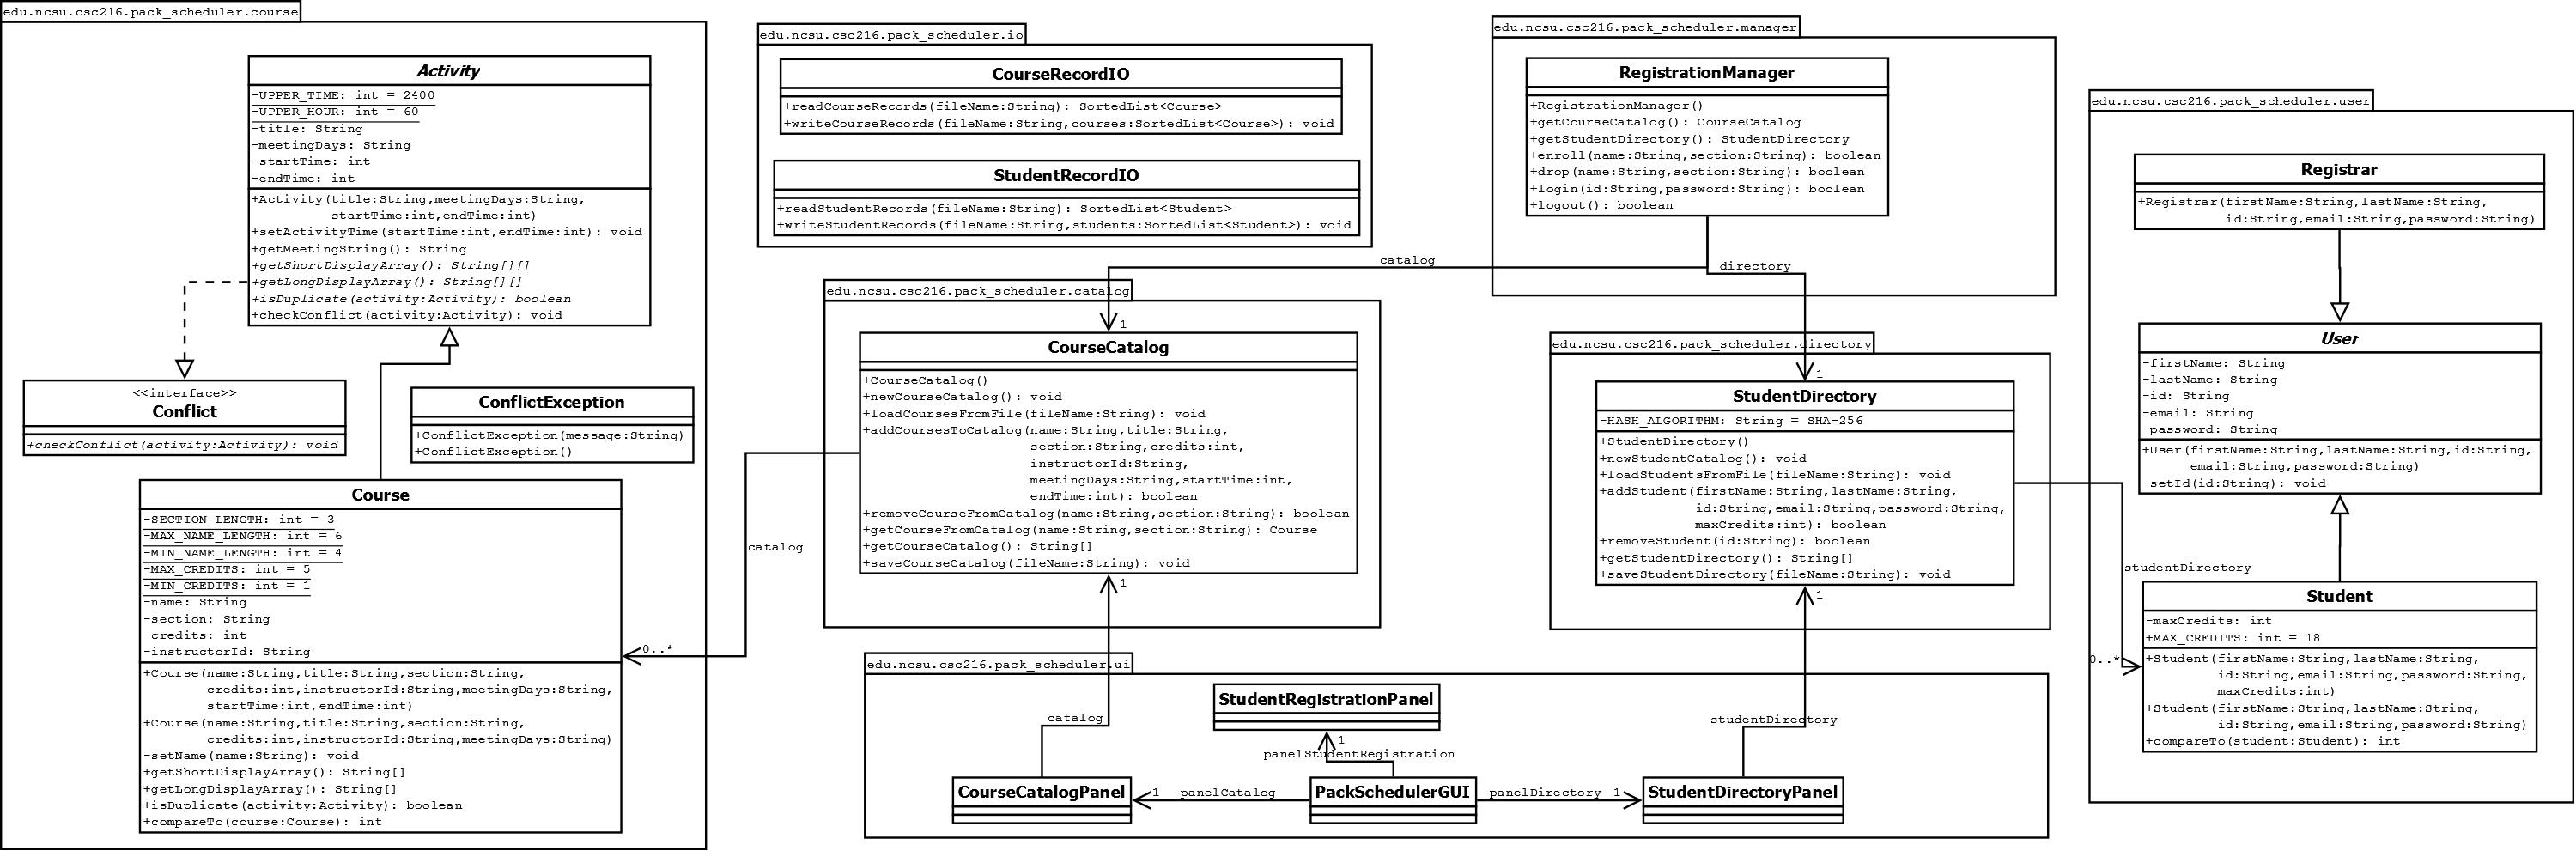 edu.ncsu.csc216.pack_scheduler.course
Activity
-UPPER_TIME: int = 2400
-UPPER_HOUR: int = 60
-title: String
-meetingDays: String
-startTime: int
-endTime: int
+Activity(title:String,meetingDays:String,
startTime:int,endTime:int)
+setActivityTime(startTime:int,endTime:int): void
+getMeetingString(): String
+getShortDisplayArray(): String[][]
+getLongDisplayArray(): String[][]
+isDuplicate(activity:Activity): boolean
+checkConflict(activity:Activity): void
<<interface>>
Conflict
+checkConflict(activity:Activity): void
ConflictException
+ConflictException(message:String)
+ConflictException()
Course
-SECTION_LENGTH: int = 3
-MAX_NAME_LENGTH: int = 6
-MIN_NAME_LENGTH: int = 4
-MAX_CREDITS: int = 5
-MIN_CREDITS: int = 1
-name: String
-section: String
-credits: int
-instructorId: String
+Course(name:String,title:String,section:String,
credits:int,instructorId:String,meetingDays:String,
startTime:int,endTime:int)
+Course(name:String,title:String,section:String,
credits:int,instructorId:String,meetingDays:String)
-setName(name:String): void
+getShortDisplayArray(): String[]
+getLongDisplayArray(): String[]
+isDuplicate(activity:Activity): boolean
+compareTo(course:Course): int
edu.ncsu.csc216.pack_scheduler.io
CourseRecordIO
+readCourseRecords(fileName:String): SortedList<Course>
+writeCourseRecords(fileName:String,courses:SortedList<Course>): void
StudentRecordIO
+readStudentRecords(fileName:String): SortedList<Student>
+writeStudentRecords(fileName:String,students:SortedList<Student>): void
edu.ncsu.csc216.pack_scheduler.manager
RegistrationManager
+RegistrationManager()
+getCourseCatalog(): CourseCatalog
+getStudentDirectory(): StudentDirectory
+enroll(name:String,section:String): boolean
+drop(name:String,section:String): boolean
+login(id:String,password:String): boolean
+logout(): boolean
catalog
directory
edu.ncsu.csc216.pack_scheduler.catalog
1
CourseCatalog
+CourseCatalog()
+newCourseCatalog(): void
+loadCoursesFromFile(fileName:String): void
+addCoursesToCatalog(name:String,title:String,
section:String,credits:int,
instructorId:String,
meetingDays:String,startTime:int,
endTime:int): boolean
+removeCourseFromCatalog(name:String,section:String): boolean
+getCourseFromCatalog(name:String,section:String): Course
+getCourseCatalog(): String[]
+saveCourseCatalog(fileName:String): void
catalog
0..*
1
edu.ncsu.csc216.pack_scheduler.directory
1
StudentDirectory
-HASH_ALGORITHM: String = SHA-256
+StudentDirectory()
+newStudentCatalog(): void
+loadStudentsFromFile(fileName:String): void
+addStudent(firstName:String,lastName:String,
id:String,email:String,password:String,
maxCredits:int): boolean
+removeStudent(id:String): boolean
+getStudentDirectory(): String[]
+saveStudentDirectory(fileName:String): void
1
studentDirectory
0..*
edu.ncsu.csc216.pack_scheduler.ui
StudentRegistrationPanel
catalog
studentDirectory
1
panelStudentRegistration
CourseCatalogPanel
1
panelCatalog
PackSchedulerGUI
panelDirectory
1
StudentDirectoryPanel
edu.ncsu.csc216.pack_scheduler.user
Registrar
+Registrar(firstName:String,lastName:String,
id:String,email:String,password:String)
User
-firstName: String
-lastName: String
-id: String
-email: String
-password: String
+User(firstName:String,lastName:String,id:String,
email:String,password:String)
-setId(id:String): void
Student
-maxCredits: int
+MAX_CREDITS: int = 18
+Student(firstName:String,lastName:String,
id:String,email:String,password:String,
maxCredits:int)
+Student(firstName:String,lastName:String,
id:String,email:String,password:String)
+compareTo(student:Student): int